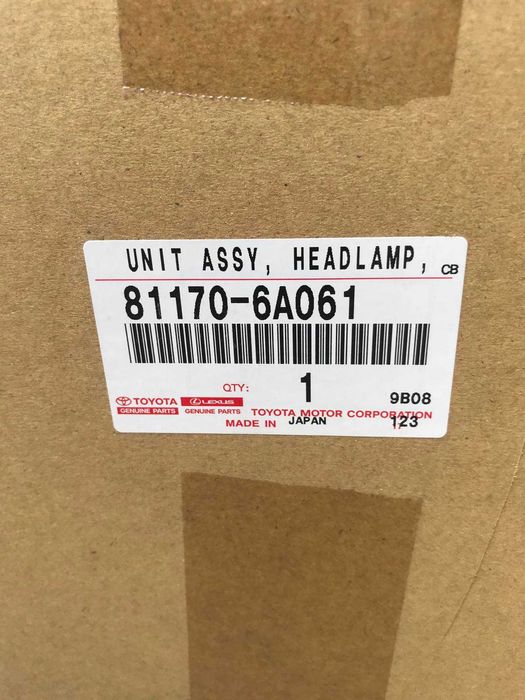 UNIT ASSY, HEADLAMP, CB
81170-6A061
QTY: 1 9B08
TOYOTA LEXUS
GENUINE PARTS GENUINE PARTS TOYOTA MOTOR CORPORATION
MADE IN JAPAN 123